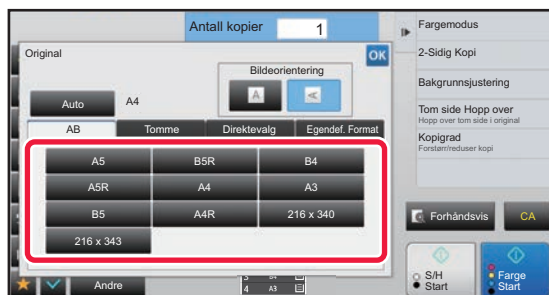 Antall kopier 1
Original
OK
Bildeorientering
A A
Auto A4
AB Tomme Direktevalg Egendef. Format
A5 B5R B4
A5R A4 A3
B5 A4R 216 x 340
216 x 343
Andre
4 A3
Fargemodus
2-Sidig Kopi
Bakgrunnsjustering
Tom side Hopp over
Hopp over tom side i original
Kopigrad
Forstørr/reduser kopi
Forhåndsvis CA
S/H
Start
Farge
Start